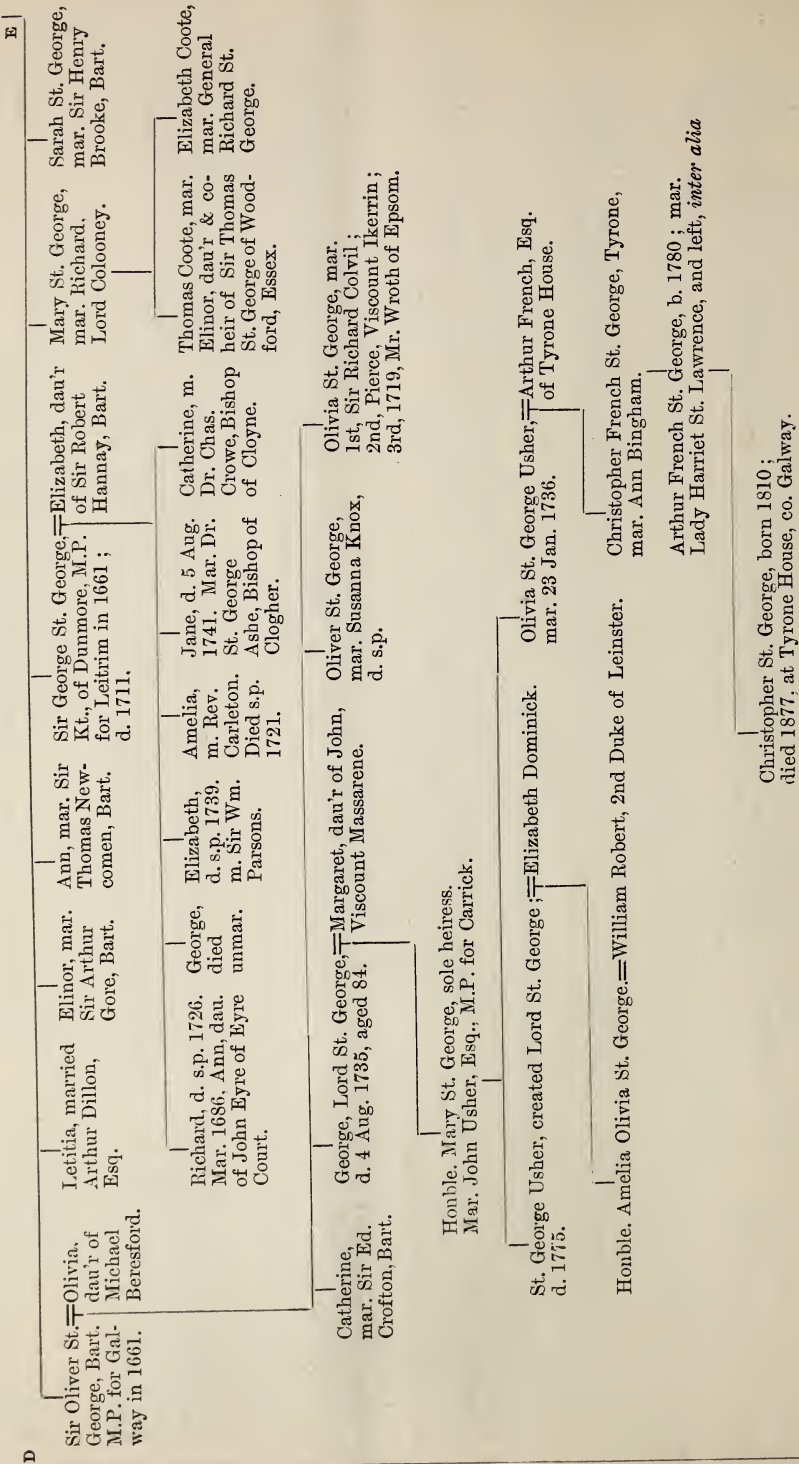 D
E
Sir Oliver St.=Olivia,
George, Bart. dau'r of
M.P. for Gal- Michael
way in 1661. Beresford.
Letitia, married
Arthur Dillon,
Esq.
Elinor, mar.
Sir Arthur
Gore, Bart.
Ann, mar. Sir
Thomas New-
comen, Bart.
Sir George St. George,=Elizabeth, dau'r
Kt., of Dunmore, M.P. of Sir Robert
for Leitrim in 1661; Hannay, Bart.
d. 1711.
Mary St. George,
mar. Richard,
Lord Colooney.
Sarah St. George,
mar. Sir Henry
Brooke, Bart.
Richard, d. s.p. 1726.
Mar. 1686, Ann, dau.
of John Eyre of Eyre
Court.
George,
died
unmar.
Elizabeth,
d. s.p. 1739.
m. Sir Wm.
Parsons.
Amelia,
m. Rev.
Carleton.
Died s.p.
1721.
Jane, d. 5 Aug.
1741. Mar. Dr.
St. George
Ashe, Bishop of
Clogher.
Catherine, m.
Dr. Chas.
Crowe, Bishop
of Cloyne.
Thomas Coote, mar.
Elinor, dau'r & co-
heir of Sir Thomas
St. George of Wood-
ford, Essex.
Elizabeth Coote,
mar. General
Richard St.
George.
Catherine,
mar. Sir Ed.
Crofton, Bart.
George, Lord St. George,=Margaret, dau'r of John,
d. 4 Aug. 1735, aged 84. Viscount Massarene.
Oliver St. George,
mar. Susanna Knox,
d. s.p.
Olivia St. George, mar.
1st, Sir Richard Colvil;
2nd, Pierce, Viscount Ikerrin;
3rd, 1719, Mr. Wroth of Epsom.
Honble. Mary St. George, sole heiress.
Mar. John Usher, Esq., M.P. for Carrick.
St. George Usher, created Lord St. George;=Elizabeth Dominick.
d. 1775.
Olivia St. George Usher,=Arthur French, Esq.
mar. 23 Jan. 1736. of Tyrone House.
Honble. Amelia Olivia St. George.=William Robert, 2nd Duke of Leinster.
Christopher French St. George, Tyrone,
mar. Ann Bingham.
Arthur French St. George, b. 1780; mar.
Lady Harriet St. Lawrence, and left, inter alia
Christopher St. George, born 1810;
died 1877, at Tyrone House, co. Galway.